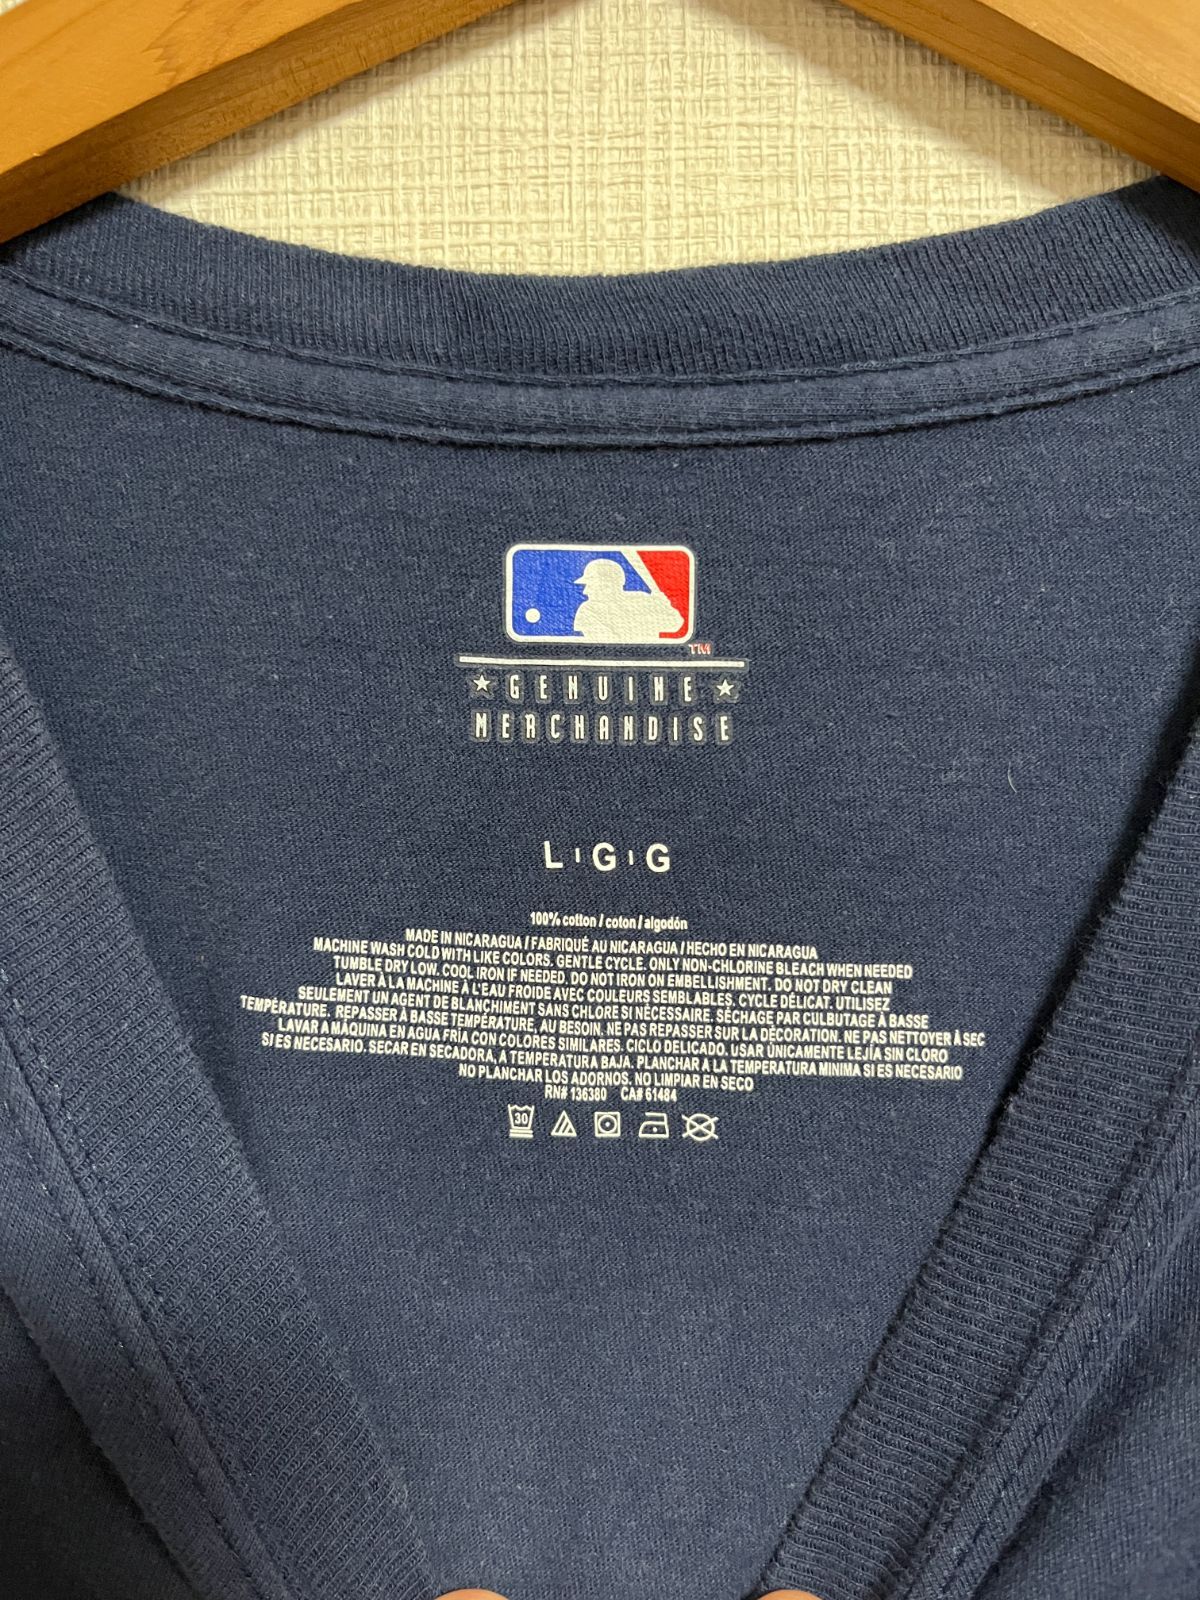 TM
★ GENUINE ★
MERCHANDISE
L I G I G
100% cotton / coton / algodón
MADE IN NICARAGUA / FABRIQUÉ AU NICARAGUA / HECHO EN NICARAGUA
MACHINE WASH COLD WITH LIKE COLORS. GENTLE CYCLE. ONLY NON-CHLORINE BLEACH WHEN NEEDED
TUMBLE DRY LOW. COOL IRON IF NEEDED. DO NOT IRON ON EMBELLISHMENT. DO NOT DRY CLEAN
LAVER À LA MACHINE À L'EAU FROIDE AVEC COULEURS SEMBLABLES. CYCLE DÉLICAT. UTILISEZ
SEULEMENT UN AGENT DE BLANCHIMENT SANS CHLORE SI NÉCESSAIRE. SÈCHAGE PAR CULBUTAGE À BASSE
TEMPÉRATURE. REPASSER À BASSE TEMPÉRATURE, AU BESOIN. NE PAS REPASSER SUR LA DÉCORATION. NE PAS NETTOYER À SEC
LAVAR A MÁQUINA EN AGUA FRÍA CON COLORES SIMILARES. CICLO DELICADO. USAR ÚNICAMENTE LEJÍA SIN CLORO
SI ES NECESARIO. SECAR EN SECADORA, A TEMPERATURA BAJA. PLANCHAR A LA TEMPERATURA MINIMA SI ES NECESARIO
NO PLANCHAR LOS ADORNOS. NO LIMPIAR EN SECO
RN# 136380 CA# 61484
30